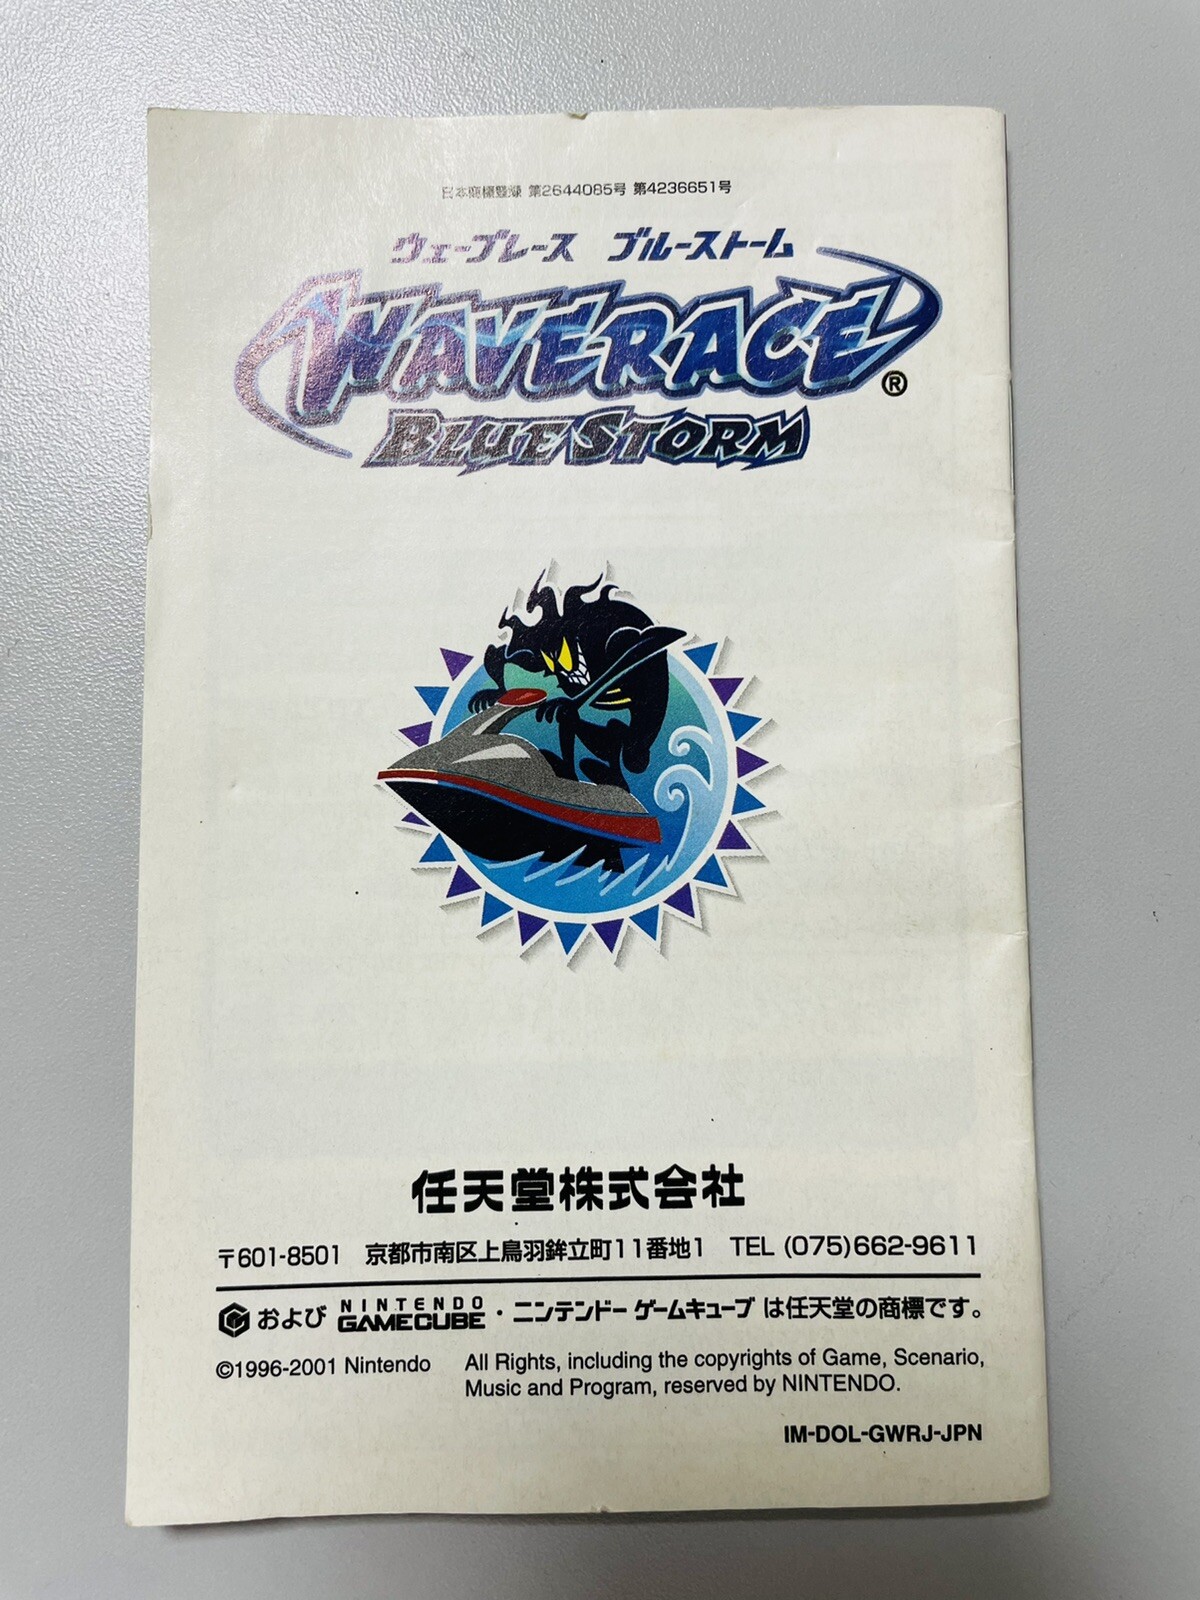 日本商標登録 第2644085号 第4236651号
ウェーブレース ブルーストーム
WAVERACE®
BLUE STORM
任天堂株式会社
〒601-8501 京都市南区上鳥羽鉾立町11番地1 TEL (075)662-9611
および NINTENDO GAMECUBE・ニンテンドー ゲームキューブ は任天堂の商標です。
©1996-2001 Nintendo All Rights, including the copyrights of Game, Scenario,
Music and Program, reserved by NINTENDO.
IM-DOL-GWRJ-JPN